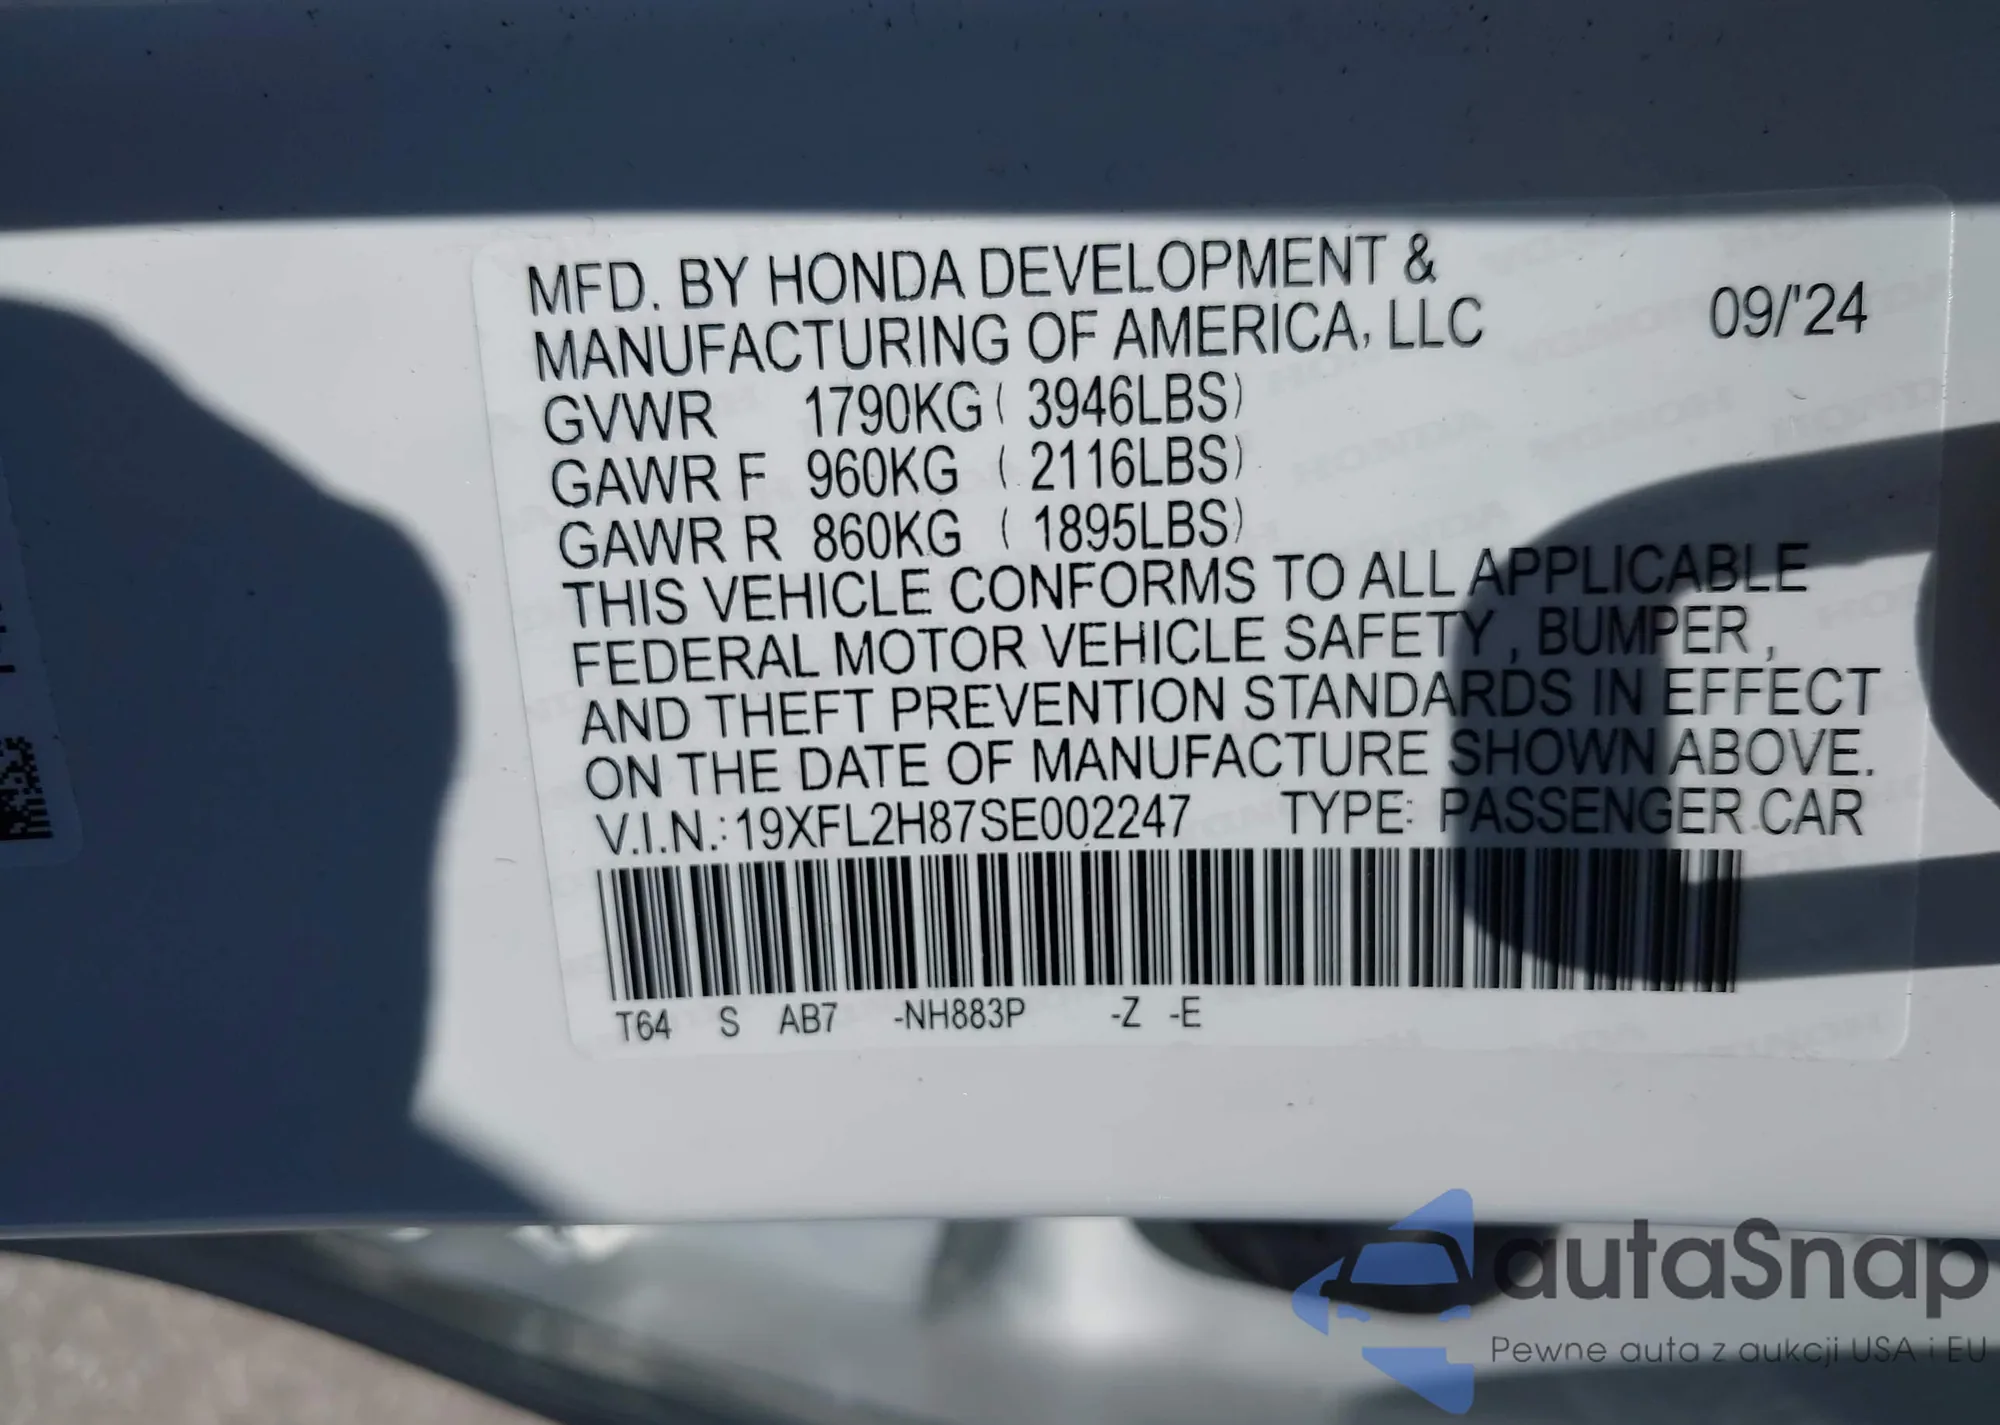 MFD. BY HONDA DEVELOPMENT &
MANUFACTURING OF AMERICA, LLC 09/'24
GVWR 1790KG ( 3946LBS)
GAWR F 960KG ( 2116LBS)
GAWR R 860KG ( 1895LBS)
THIS VEHICLE CONFORMS TO ALL APPLICABLE
FEDERAL MOTOR VEHICLE SAFETY , BUMPER ,
AND THEFT PREVENTION STANDARDS IN EFFECT
ON THE DATE OF MANUFACTURE SHOWN ABOVE.
V.I.N.: 19XFL2H87SE002247 TYPE: PASSENGER CAR
T64 S AB7 -NH883P -Z -E
autaSnap
Pewne auta z aukcji USA i EU